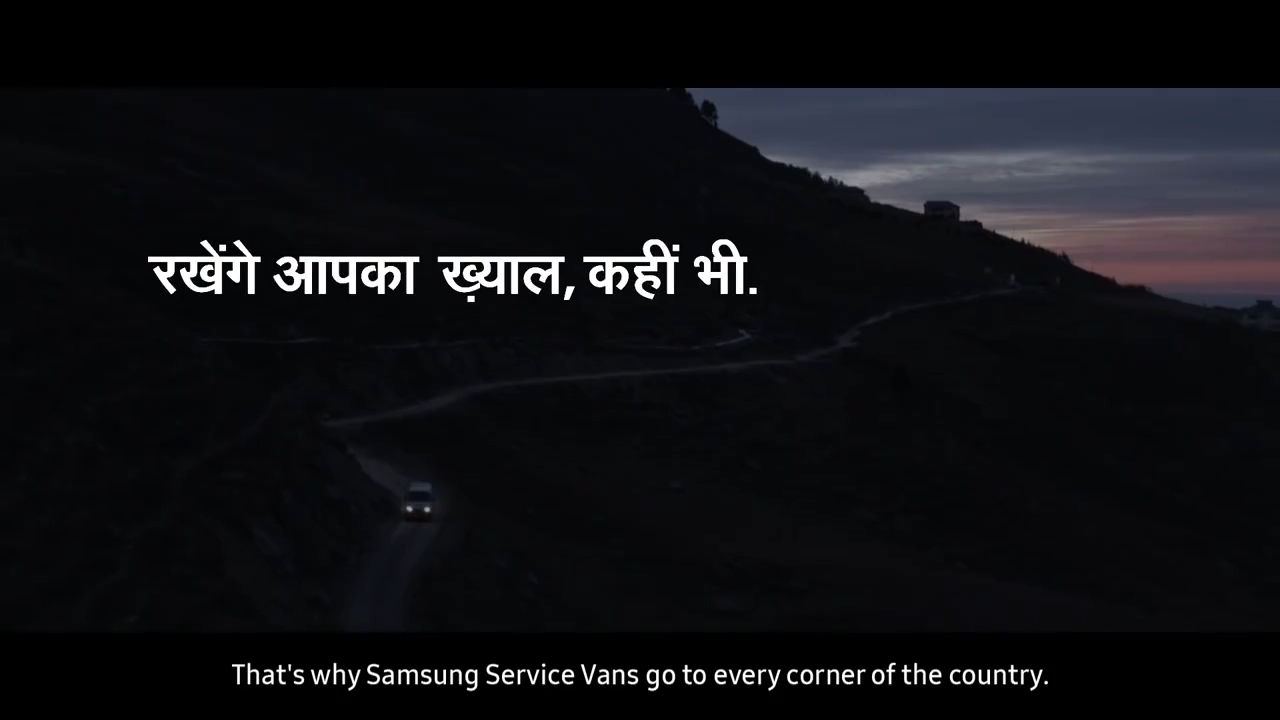 रखेंगे आपका ख़्याल, कहीं भी.
That's why Samsung Service Vans go to every corner of the country.